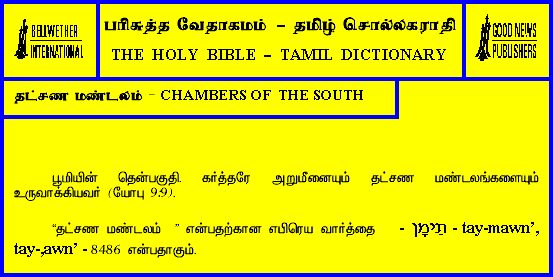 BELLWETHER
INTERNATIONAL
பரிசுத்த வேதாகமம் – தமிழ் சொல்லகராதி
THE HOLY BIBLE – TAMIL DICTIONARY
GOOD NEWS
PUBLISHERS
தட்சண மண்டலம் – CHAMBERS OF THE SOUTH
பூமியின் தென்பகுதி. கர்த்தரே அறுமீனையும் தட்சண மண்டலங்களையும்
உருவாக்கியவர் (யோபு 9:9).
“தட்சண மண்டலம் ” என்பதற்கான எபிரெய வார்த்தை - תֵּימָן - tay-mawn’,
tay-,awn’ - 8486 என்பதாகும்.